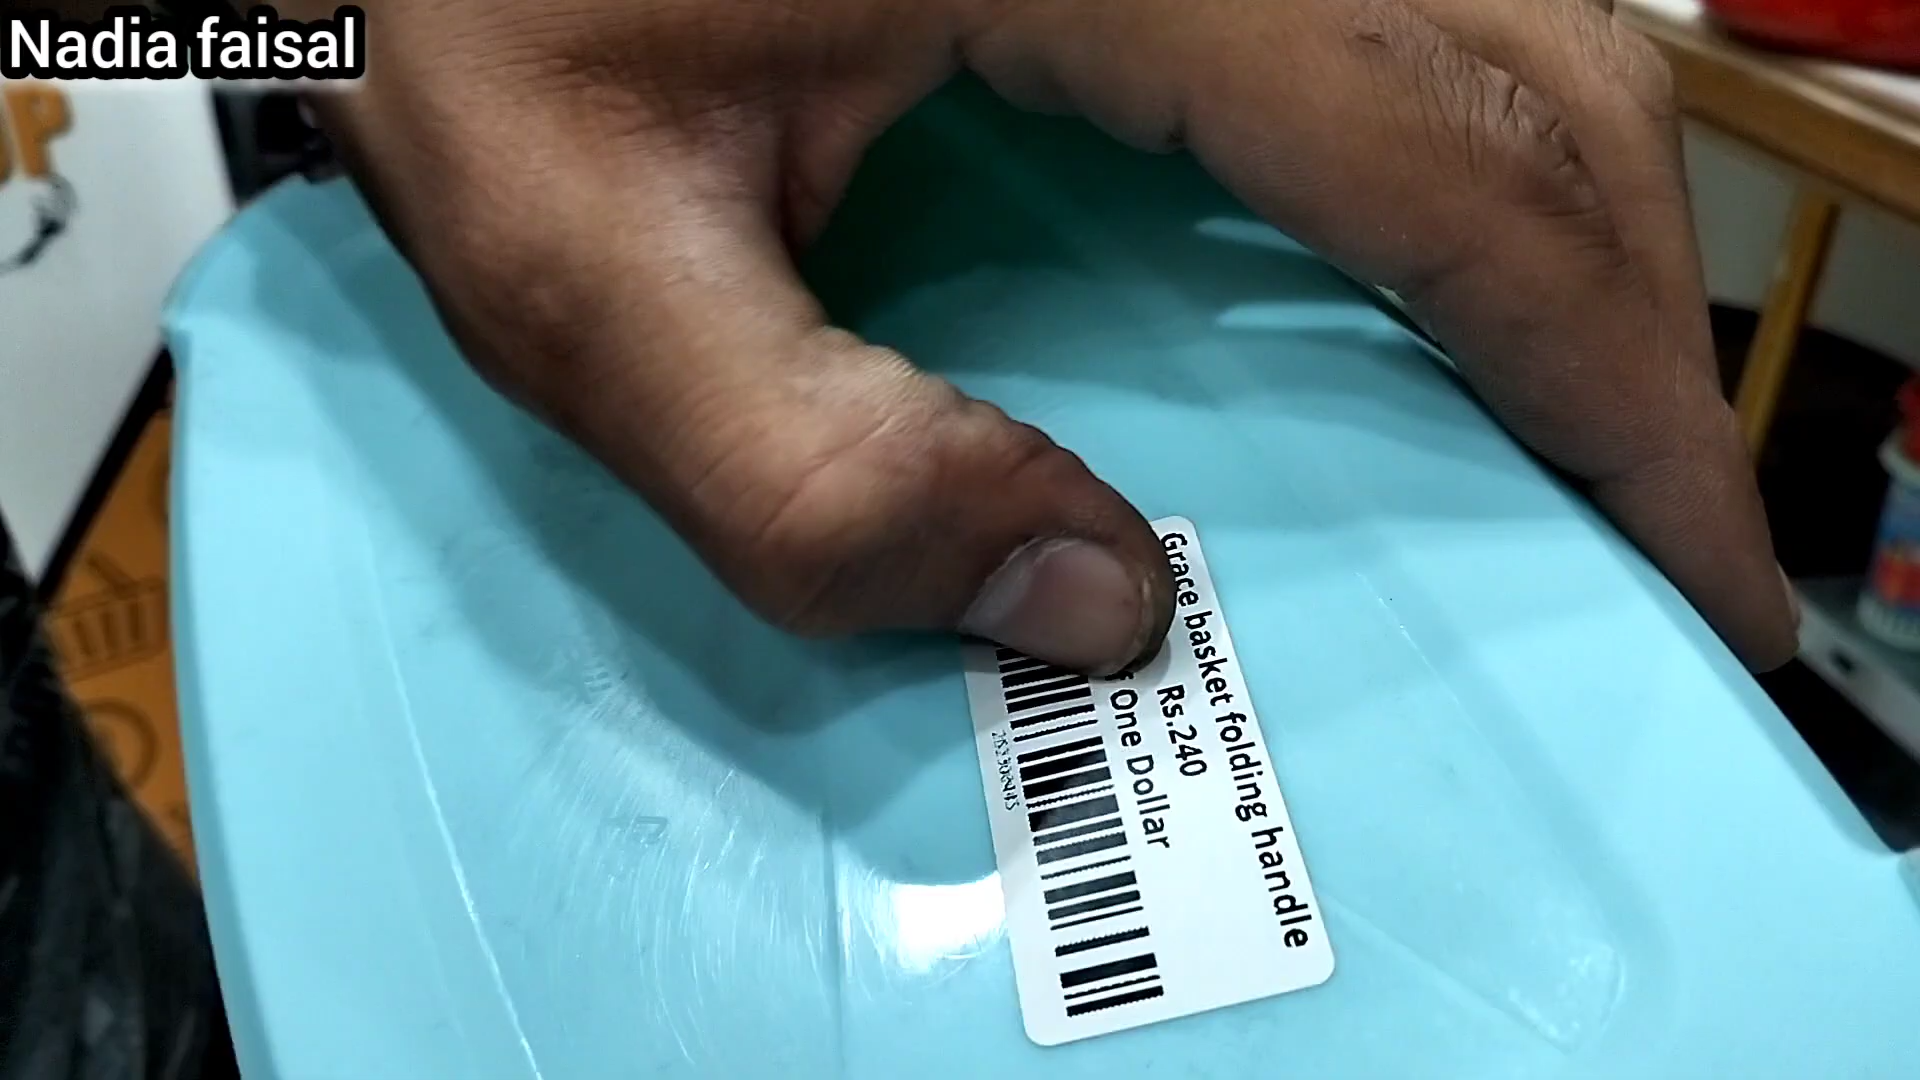 Nadia faisal
Grace basket folding handle
Rs.240
One Dollar